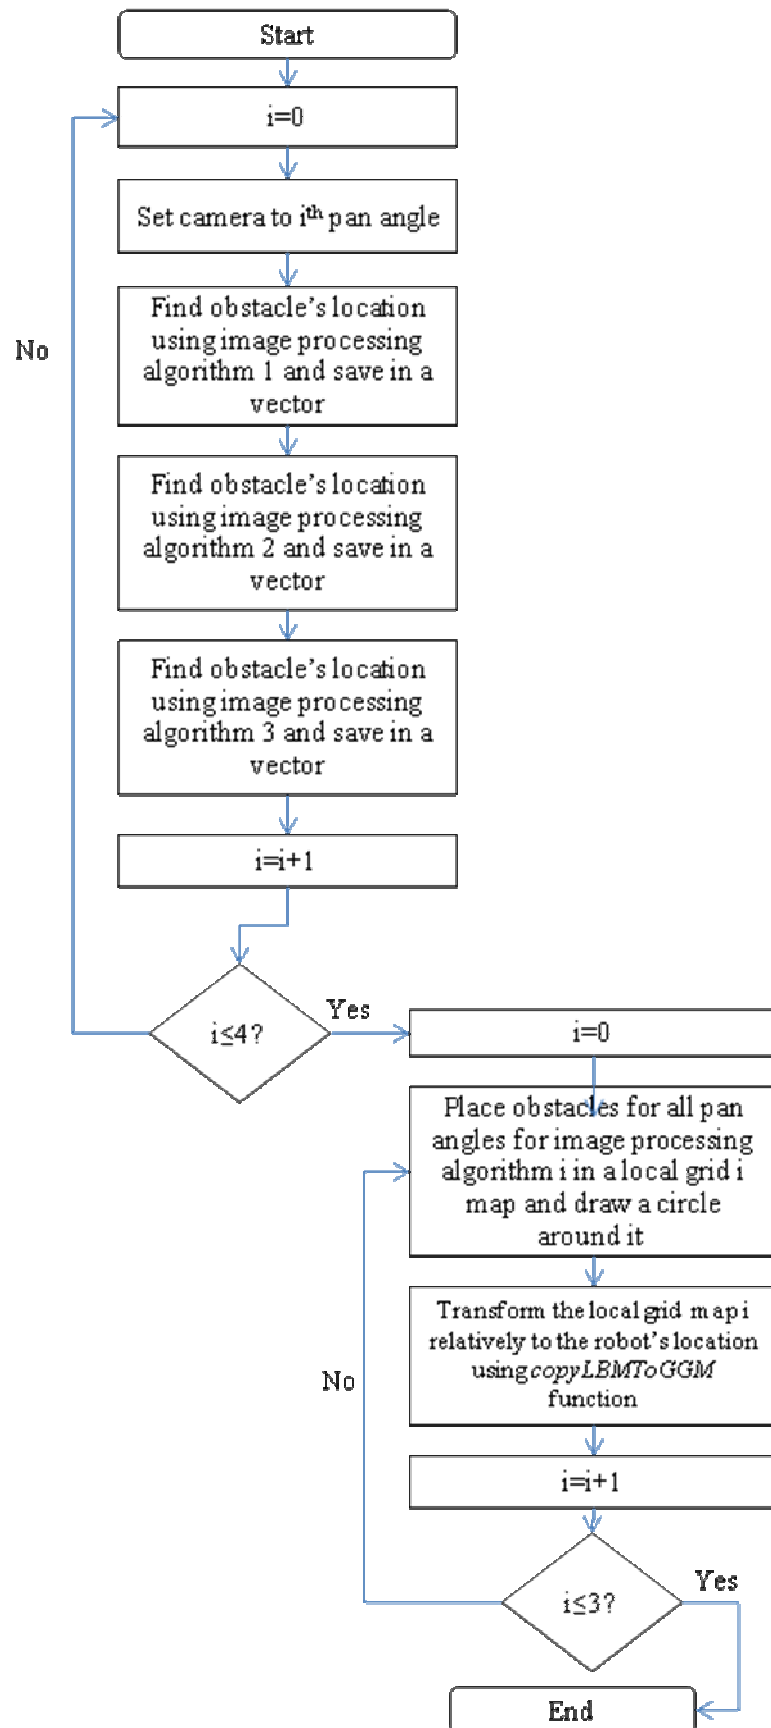 Start
i=0
Set camera to iᵗʰ pan angle
Find obstacle's location
using image processing
algorithm 1 and save in a
vector
No
Find obstacle's location
using image processing
algorithm 2 and save in a
vector
Find obstacle's location
using image processing
algorithm 3 and save in a
vector
i=i+1
i≤4?
Yes
i=0
Place obstacles for all pan
angles for image processing
algorithm i in a local grid i
map and draw a circle
around it
Transform the local grid map i
relatively to the robot's location
using copyLBMToGGM
function
No
i=i+1
i≤3?
Yes
End